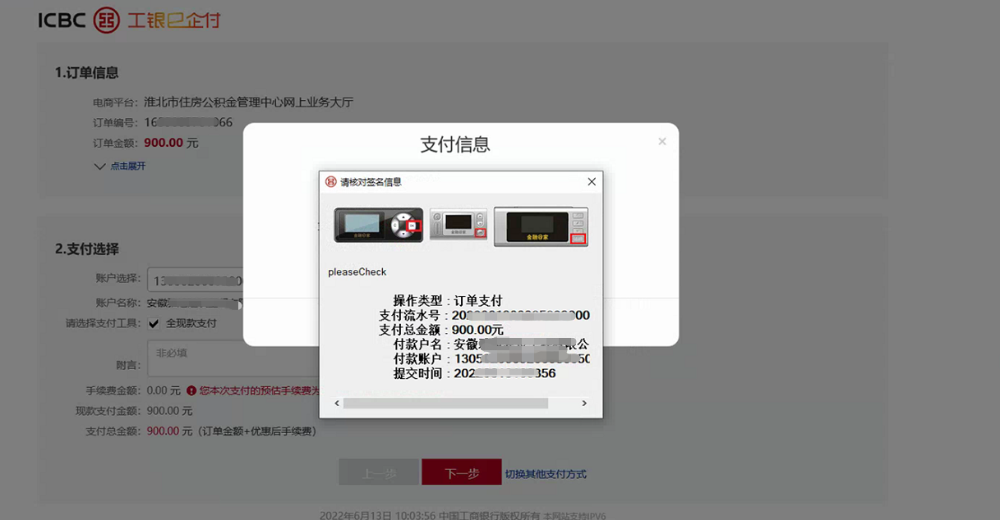 ICBC 工银e企付
1.订单信息
电商平台：淮北市住房公积金管理中心网上业务大厅
订单编号：16 066
订单金额：900.00 元
点击展开
支付信息
请核对签名信息
金融@家
金融@家
金融@家
pleaseCheck
操作类型：订单支付
支付流水号：202 00
支付总金额：900.00元
付款户名：安徽 限公
付款账户：1305
提交时间：202 356
2.支付选择
账户选择：
账户名称：安徽
请选择支付工具： 全现款支付
附言： 非必填
手续费金额：0.00 元 您本次支付的预估手续费为
现款支付金额：900.00 元
支付总金额：900.00 元（订单金额+优惠后手续费）
上一步 下一步 切换其他支付方式
2022年6月13日 10:03:56 中国工商银行版权所有 本网站支持IPV6